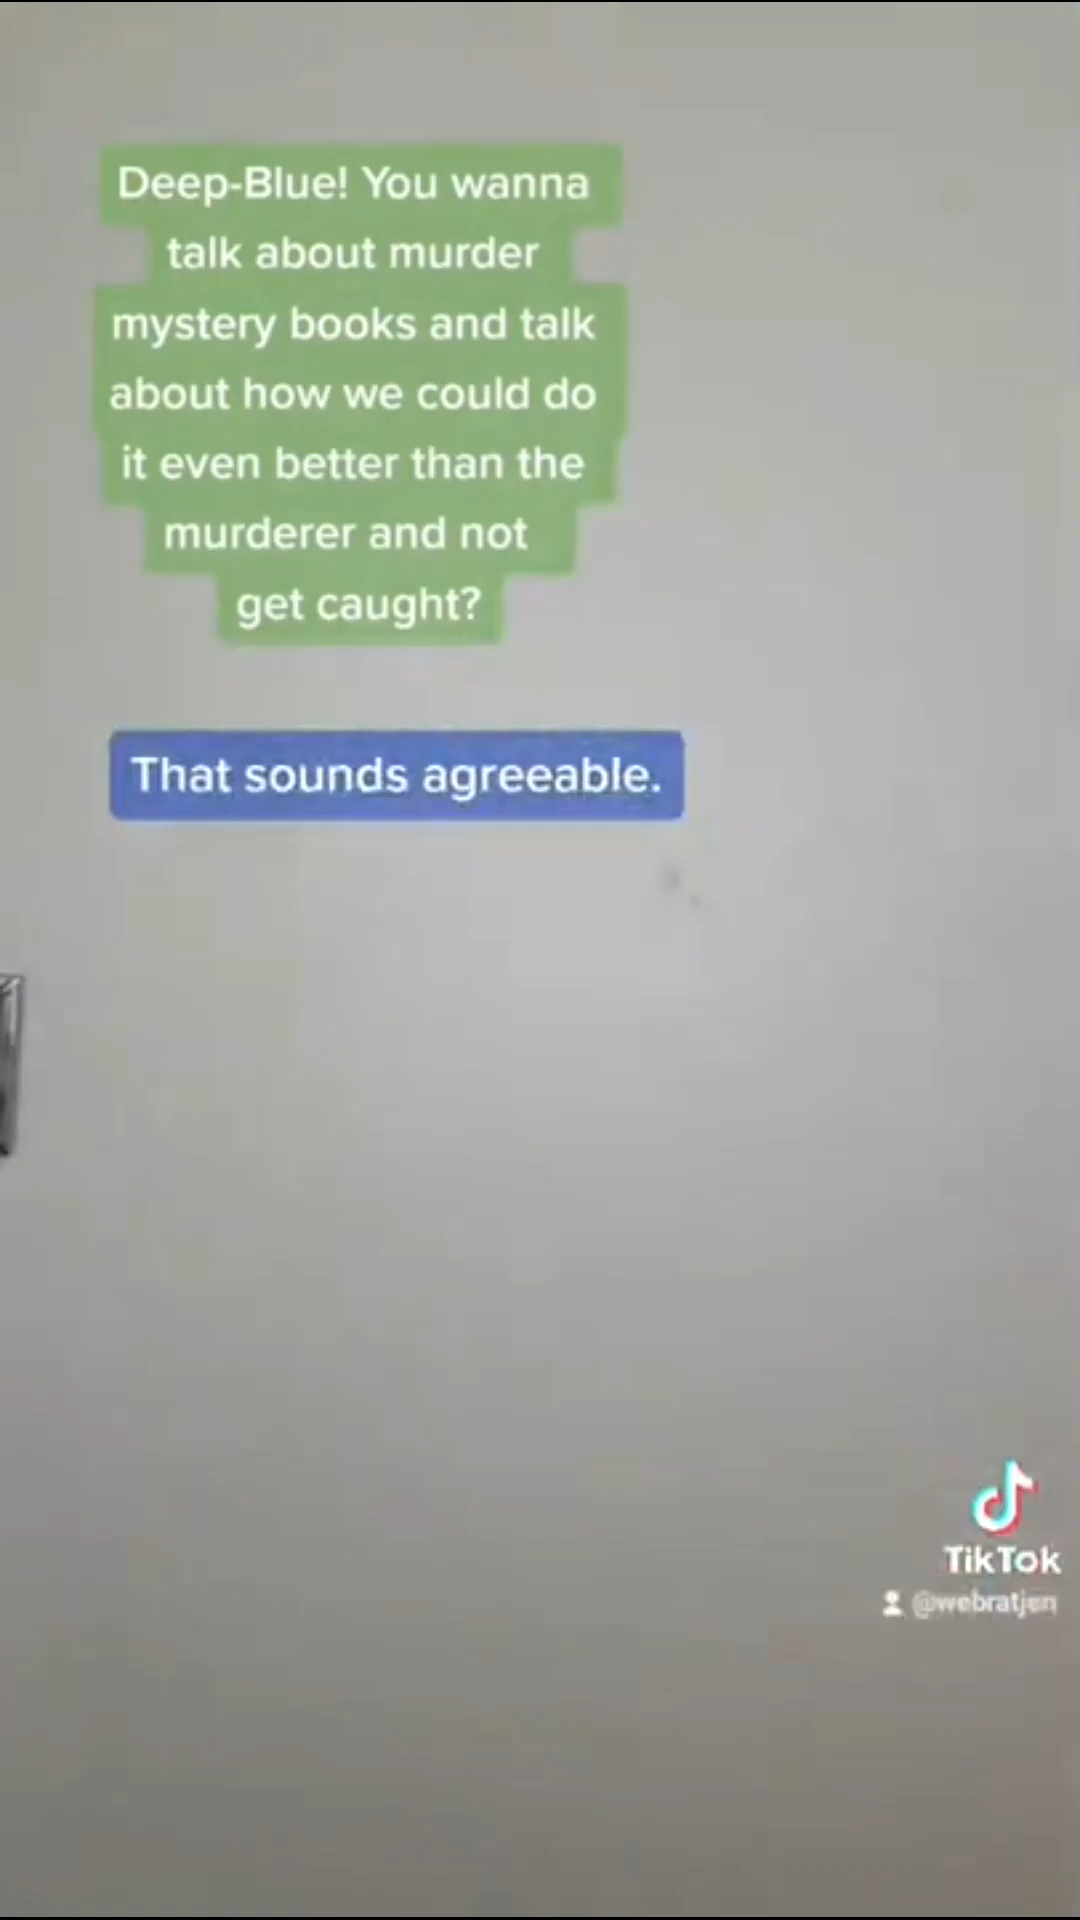 Deep-Blue! You wanna
talk about murder
mystery books and talk
about how we could do
it even better than the
murderer and not
get caught?
That sounds agreeable.
TikTok
@webratjen